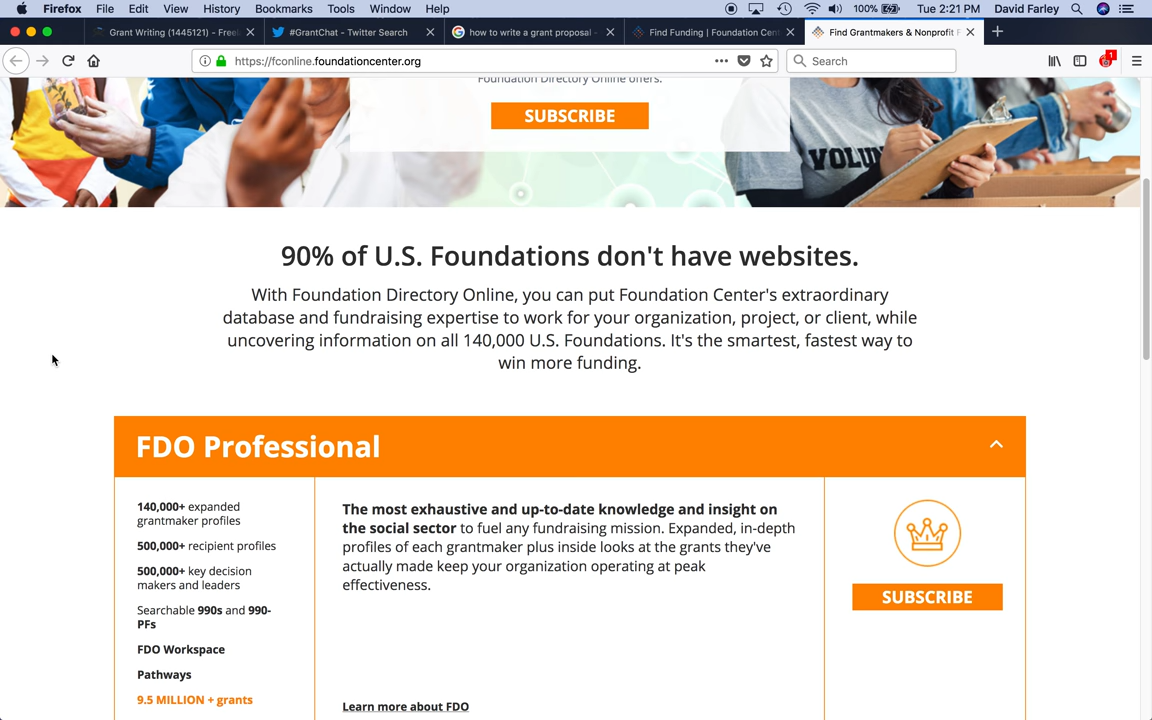 Firefox File Edit View History Bookmarks Tools Window Help 100% Tue 2:21 PM David Farley
Grant Writing (1445121) - Free
#GrantChat - Twitter Search
how to write a grant proposal -
Find Funding | Foundation Cent
Find Grantmakers & Nonprofit F
https://fconline.foundationcenter.org
Search
1
Foundation Directory Online offers.
SUBSCRIBE
VOLUN
90% of U.S. Foundations don't have websites.
With Foundation Directory Online, you can put Foundation Center's extraordinary
database and fundraising expertise to work for your organization, project, or client, while
uncovering information on all 140,000 U.S. Foundations. It's the smartest, fastest way to
win more funding.
FDO Professional
140,000+ expanded
grantmaker profiles
500,000+ recipient profiles
500,000+ key decision
makers and leaders
Searchable 990s and 990-
PFs
FDO Workspace
Pathways
9.5 MILLION + grants
The most exhaustive and up-to-date knowledge and insight on
the social sector to fuel any fundraising mission. Expanded, in-depth
profiles of each grantmaker plus inside looks at the grants they've
actually made keep your organization operating at peak
effectiveness.
Learn more about FDO
SUBSCRIBE